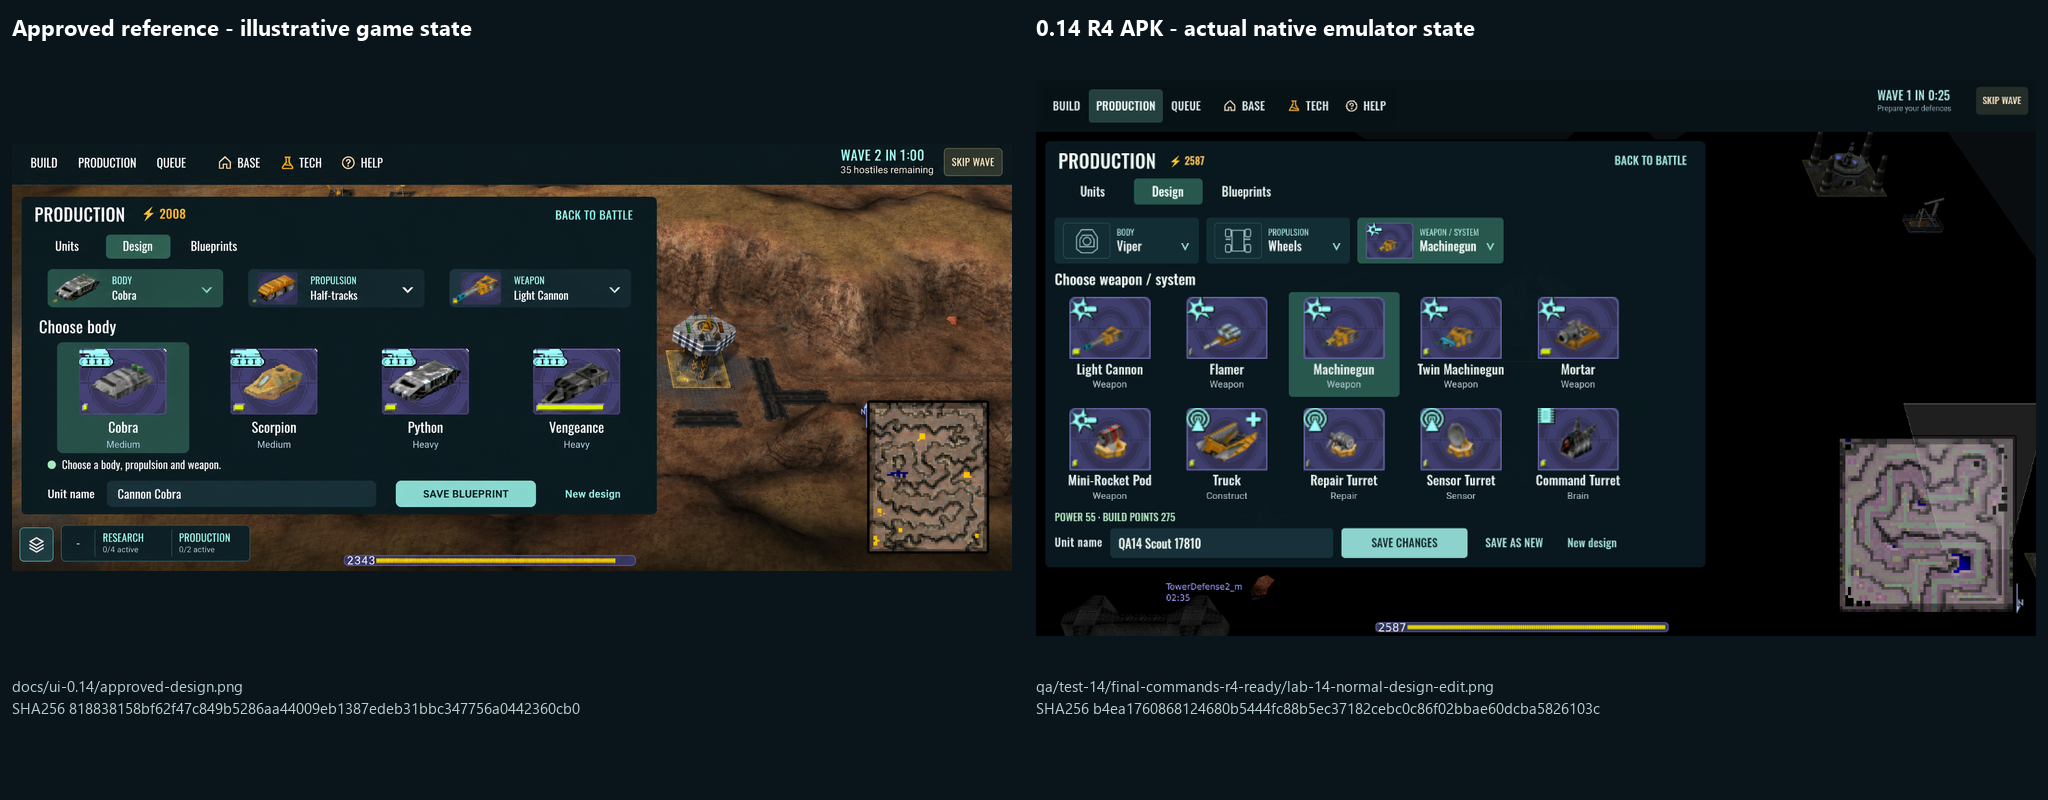 Approved reference - illustrative game state
BUILD PRODUCTION QUEUE BASE TECH HELP
WAVE 2 IN 1:00
35 hostiles remaining
SKIP WAVE
PRODUCTION 2008
BACK TO BATTLE
Units Design Blueprints
BODY
Cobra
PROPULSION
Half-tracks
WEAPON
Light Cannon
Choose body
Cobra
Medium
Scorpion
Medium
Python
Heavy
Vengeance
Heavy
Choose a body, propulsion and weapon.
Unit name Cannon Cobra SAVE BLUEPRINT New design
-
RESEARCH
0/4 active
PRODUCTION
0/2 active
2343
N
docs/ui-0.14/approved-design.png
SHA256 818838158bf62f47c849b5286aa44009eb1387edeb31bbc347756a0442360cb0
0.14 R4 APK - actual native emulator state
BUILD PRODUCTION QUEUE BASE TECH HELP
WAVE 1 IN 0:25
Prepare your defences
SKIP WAVE
PRODUCTION 2587
BACK TO BATTLE
Units Design Blueprints
BODY
Viper
PROPULSION
Wheels
WEAPON / SYSTEM
Machinegun
Choose weapon / system
Light Cannon
Weapon
Flamer
Weapon
Machinegun
Weapon
Twin Machinegun
Weapon
Mortar
Weapon
Mini-Rocket Pod
Weapon
Truck
Construct
Repair Turret
Repair
Sensor Turret
Sensor
Command Turret
Brain
POWER 55 · BUILD POINTS 275
Unit name QA14 Scout 17810 SAVE CHANGES SAVE AS NEW New design
TowerDefense2_m
02:35
2587
N
qa/test-14/final-commands-r4-ready/lab-14-normal-design-edit.png
SHA256 b4ea1760868124680b5444fc88b5ec37182cebc0c86f02bbae60dcba5826103c